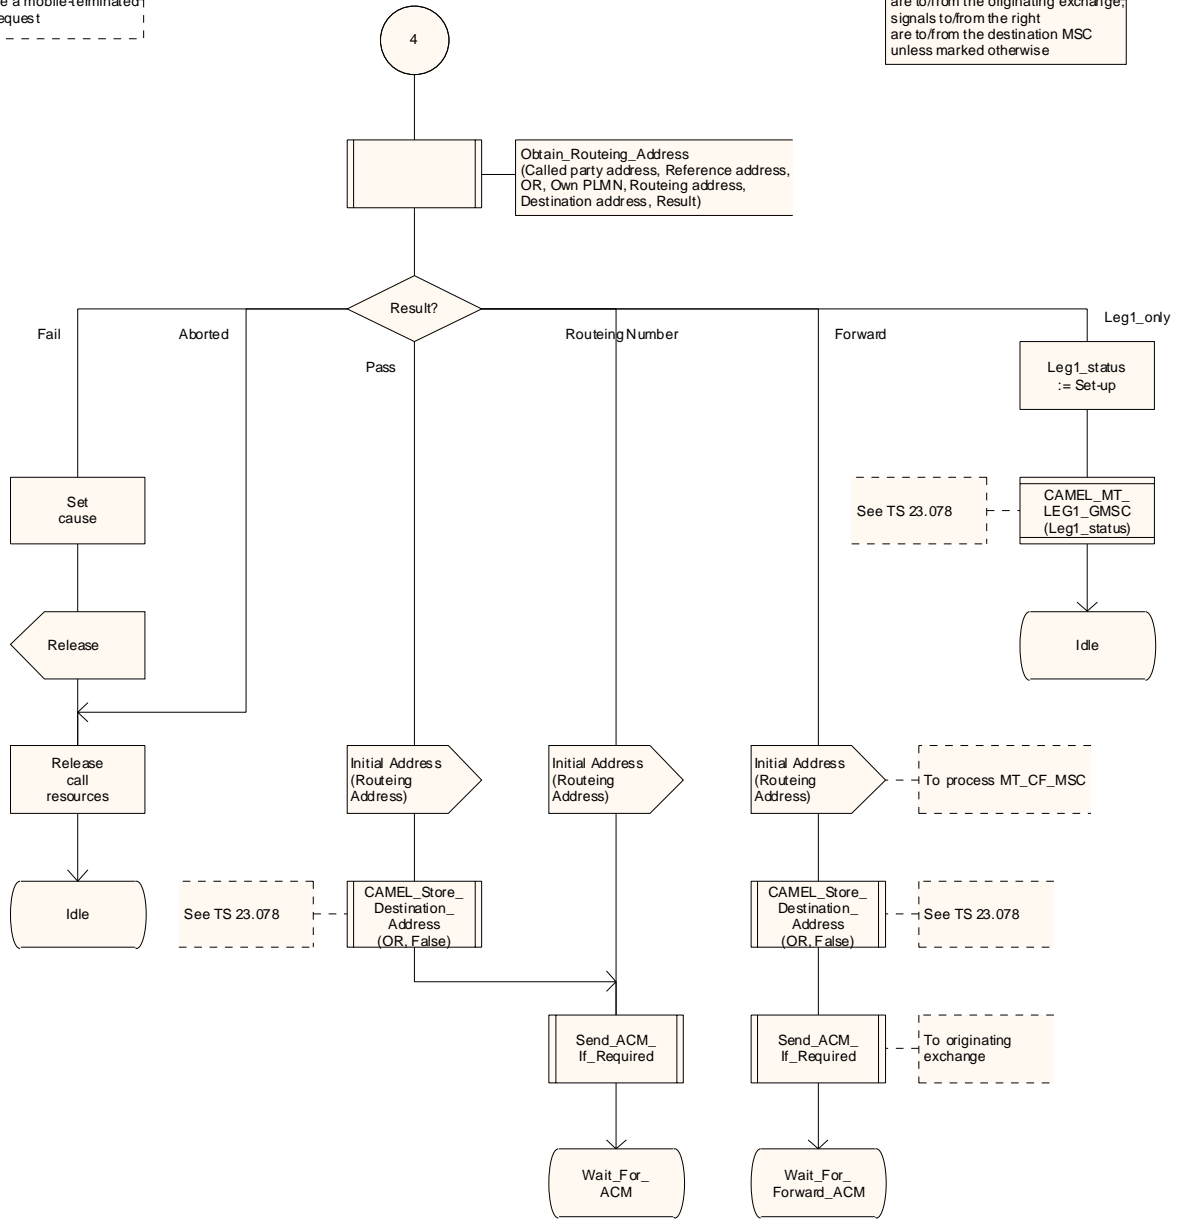 e a mobile-terminated
equest
are to/from the originating exchange;
signals to/from the right
are to/from the destination MSC
unless marked otherwise
4
Obtain_Routeing_Address
(Called party address, Reference address,
OR, Own PLMN, Routeing address,
Destination address, Result)
Result?
Fail
Aborted
Pass
Routeing Number
Forward
Leg1_only
Leg1_status
:= Set-up
Set
cause
See TS 23.078
CAMEL_MT_
LEG1_GMSC
(Leg1_status)
Release
Idle
Release
call
resources
Initial Address
(Routeing
Address)
Initial Address
(Routeing
Address)
Initial Address
(Routeing
Address)
To process MT_CF_MSC
Idle
See TS 23.078
CAMEL_Store_
Destination_
Address
(OR, False)
CAMEL_Store_
Destination_
Address
(OR, False)
See TS 23.078
Send_ACM_
If_Required
Send_ACM_
If_Required
To originating
exchange
Wait_For_
ACM
Wait_For_
Forward_ACM